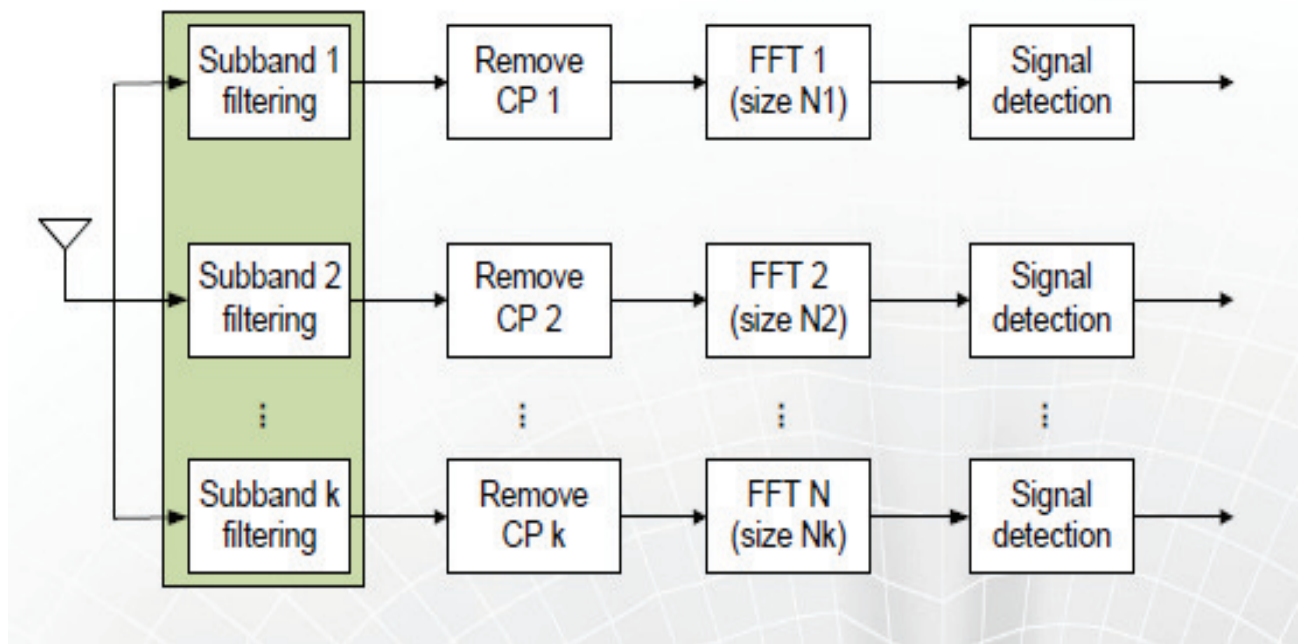 Subband 1
filtering
Remove
CP 1
FFT 1
(size N1)
Signal
detection
Subband 2
filtering
Remove
CP 2
FFT 2
(size N2)
Signal
detection
Subband k
filtering
Remove
CP k
FFT N
(size Nk)
Signal
detection